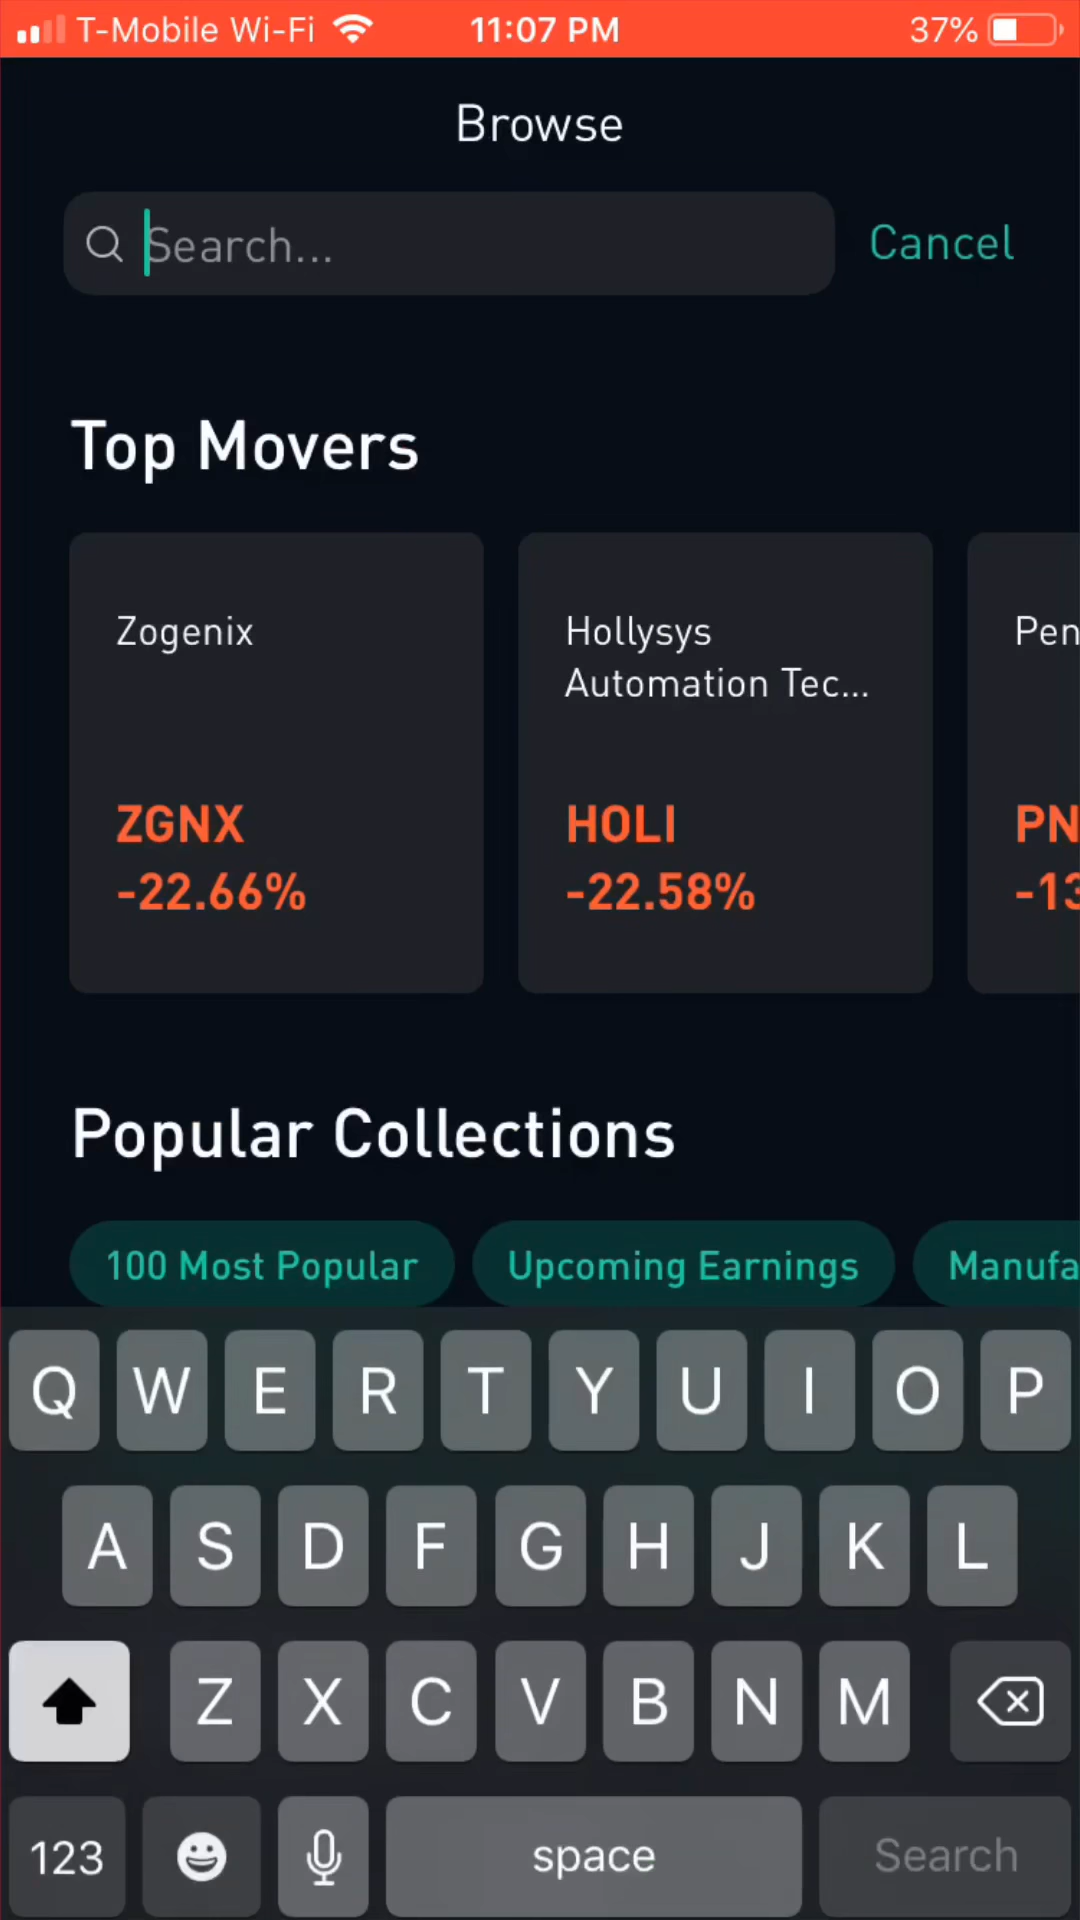 T-Mobile Wi-Fi 11:07 PM 37%
Browse
Search...
Cancel
Top Movers
Zogenix
ZGNX
-22.66%
Hollysys
Automation Tec...
HOLI
-22.58%
Pen
PN
-13
Popular Collections
100 Most Popular
Upcoming Earnings
Manufa
Q W E R T Y U I O P
A S D F G H J K L
Z X C V B N M
123 space Search